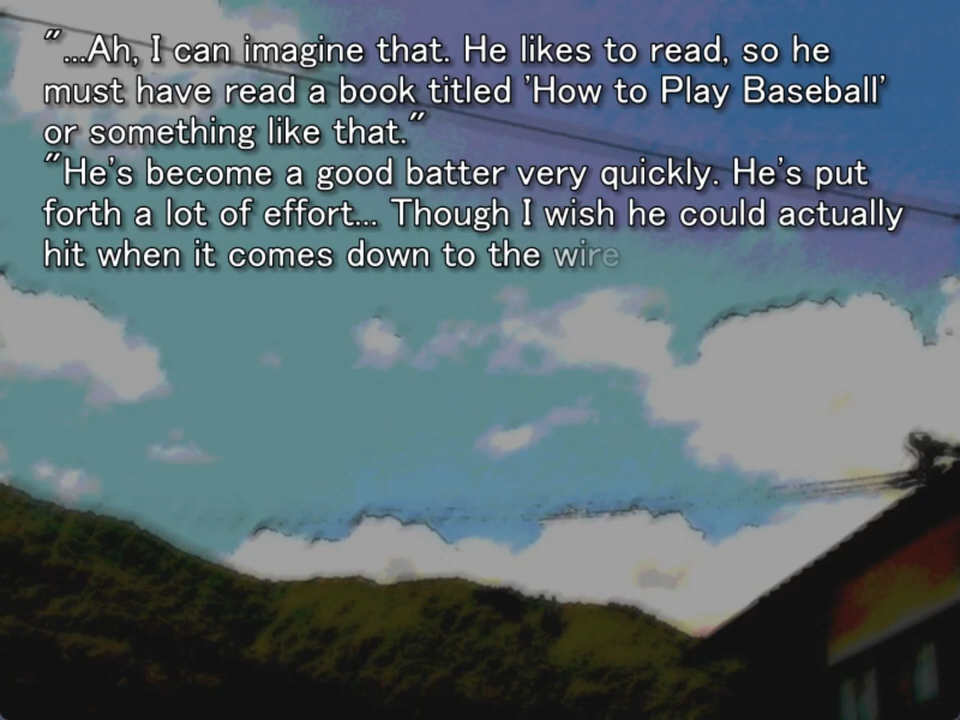 "...Ah, I can imagine that. He likes to read, so he
must have read a book titled 'How to Play Baseball'
or something like that."
"He's become a good batter very quickly. He's put
forth a lot of effort... Though I wish he could actually
hit when it comes down to the wire